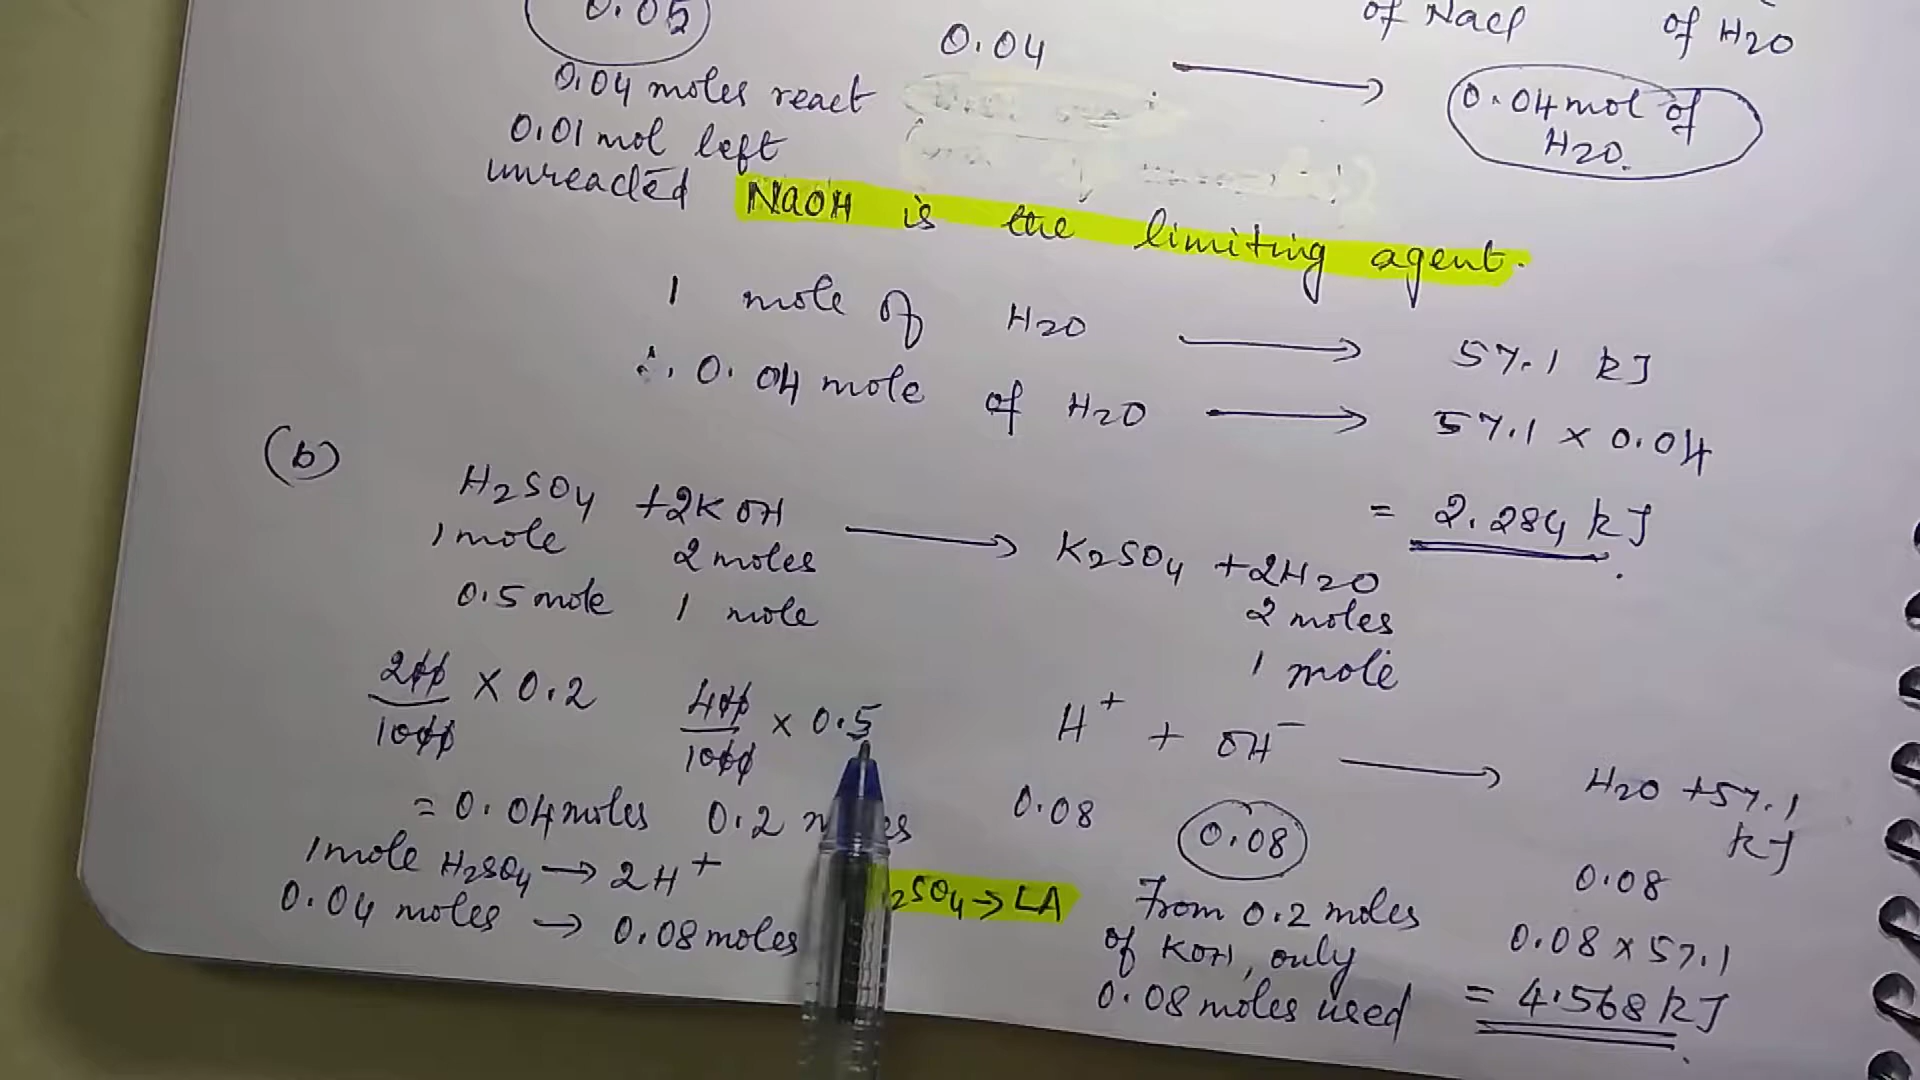 0.05
of NaCl
of H2O
0.04
0.04 moles react
0.04 mol of
H2O.
0.01 mol left
unreacted
NaOH is the limiting agent.
1 mole of H2O → 57.1 kJ
∴ 0.04 mole of H2O → 57.1 × 0.04
= 2.284 kJ
(b)
H2SO4 + 2KOH → K2SO4 + 2H2O
1 mole 2 moles 2 moles
0.5 mole 1 mole 1 mole
200/1000 × 0.2 400/1000 × 0.5
H+ + OH− → H2O + 57.1 kJ
= 0.04 moles 0.2
0.08 0.08 0.08
1 mole H2SO4 → 2H+
0.04 moles → 0.08 moles
2SO4 → LA
From 0.2 moles
of KOH, only
0.08 moles used
0.08 × 57.1
= 4.568 kJ